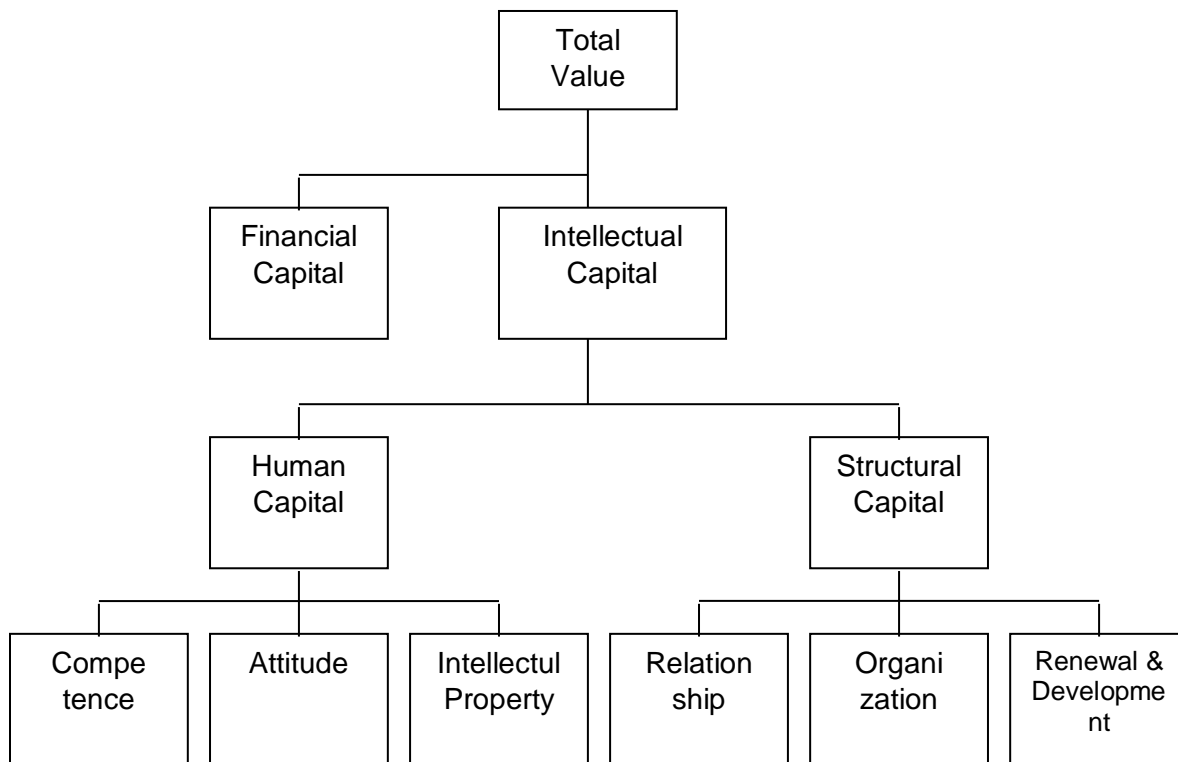 Total
Value
Financial
Capital
Intellectual
Capital
Human
Capital
Structural
Capital
Compe
tence
Attitude
Intellectul
Property
Relation
ship
Organi
zation
Renewal &
Developme
nt